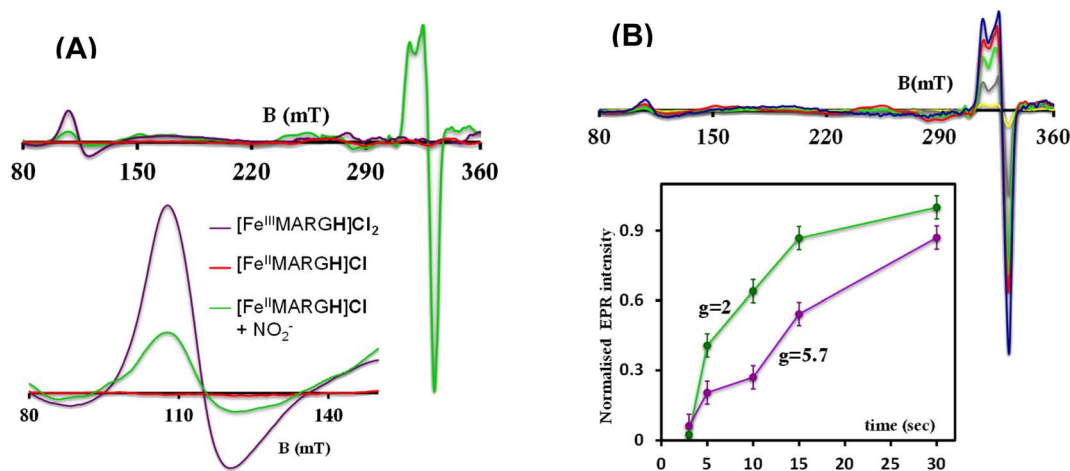 (A)
B (mT)
80 150 220 290 360
[FeᴵᴵᴵMARGH]Cl₂
[FeᴵᴵMARGH]Cl
[FeᴵᴵMARGH]Cl
+ NO₂⁻
80 110 140
B (mT)
(B)
B(mT)
80 150 220 290 360
Normalised EPR intensity
0.9
0.6
0.3
0
g=2
g=5.7
time (sec)
0 5 10 15 20 25 30